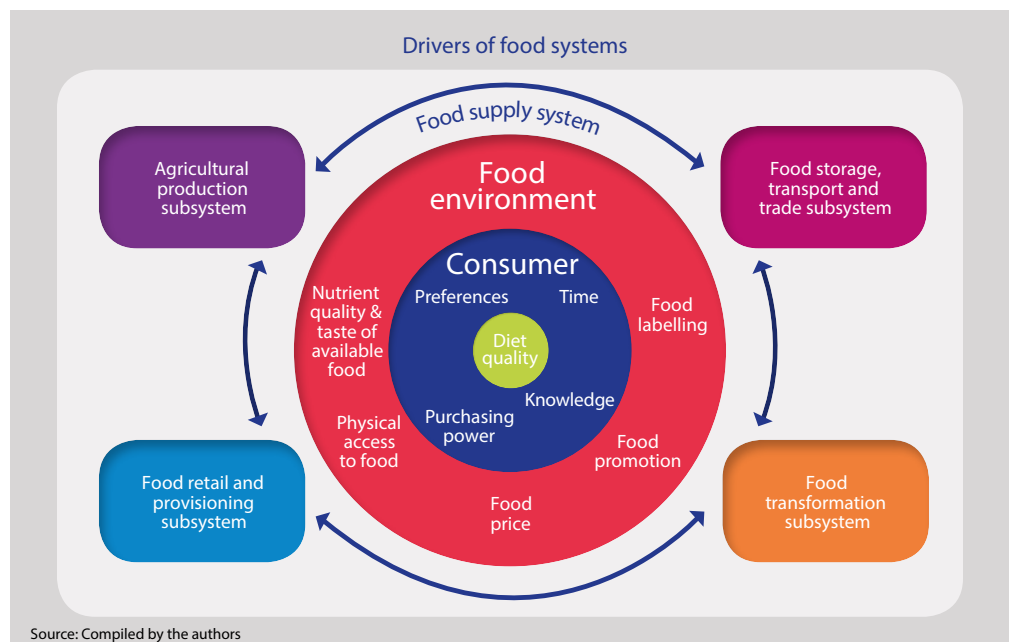 Drivers of food systems
Food supply system
Agricultural
production
subsystem
Food storage,
transport and
trade subsystem
Food
environment
Consumer
Preferences
Time
Nutrient
quality &
taste of
available
food
Food
labelling
Diet
quality
Knowledge
Purchasing
power
Physical
access
to food
Food
promotion
Food
price
Food retail and
provisioning
subsystem
Food
transformation
subsystem
Source: Compiled by the authors